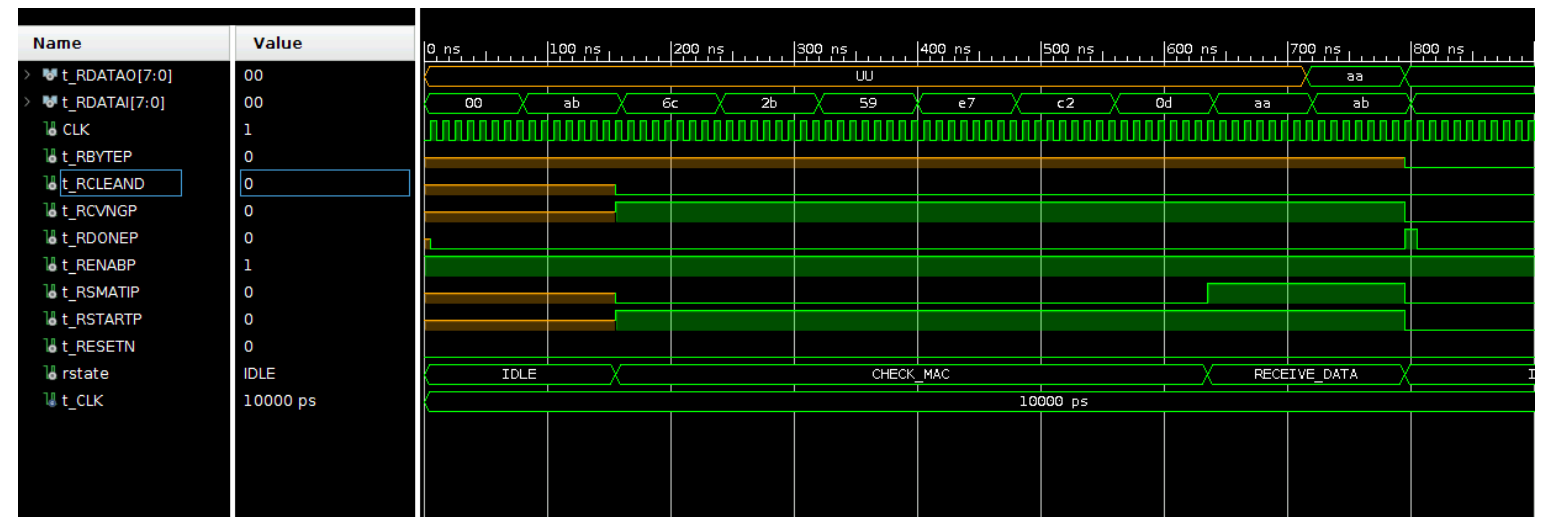 Name Value
0 ns 100 ns 200 ns 300 ns 400 ns 500 ns 600 ns 700 ns 800 ns
t_RDATAO[7:0] 00 UU aa
t_RDATAI[7:0] 00 00 ab 6c 2b 59 e7 c2 0d aa ab
CLK 1
t_RBYTEP 0
t_RCLEAND 0
t_RCVNGP 0
t_RDONEP 0
t_RENABP 1
t_RSMATIP 0
t_RSTARTP 0
t_RESETN 0
rstate IDLE IDLE CHECK_MAC RECEIVE_DATA I
t_CLK 10000 ps 10000 ps